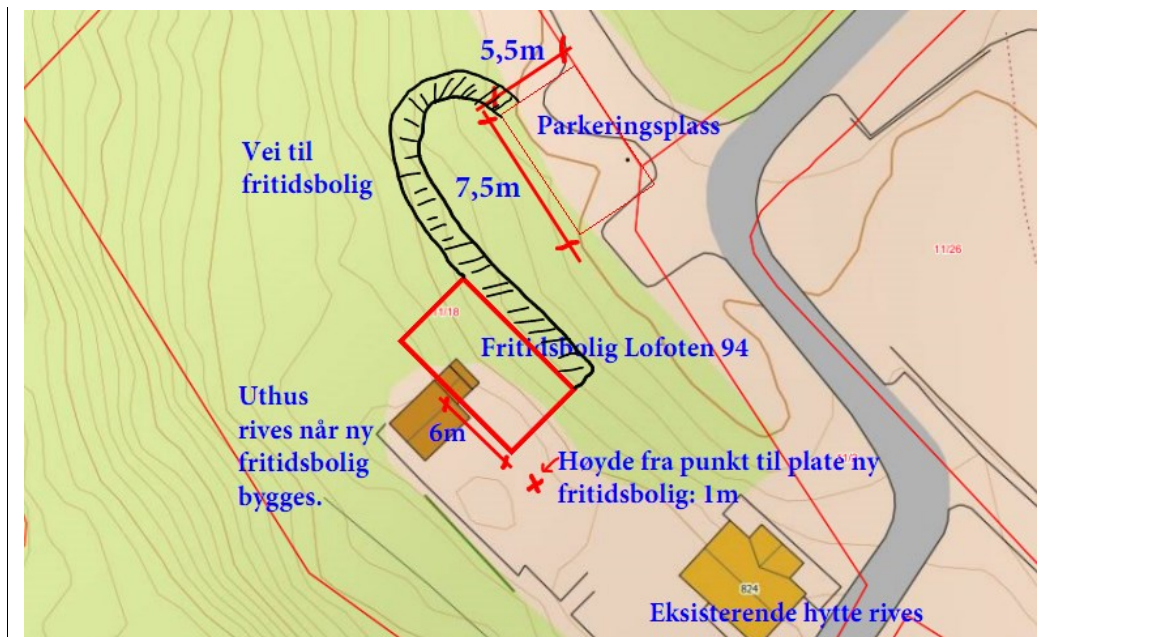 5,5m
Parkeringsplass
Vei til
fritidsbolig
7,5m
11/26
11/18
Fritidsbolig Lofoten 94
Uthus
rives når ny
fritidsbolig
bygges.
6m
Høyde fra punkt til plate ny
fritidsbolig: 1m
824
Eksisterende hytte rives